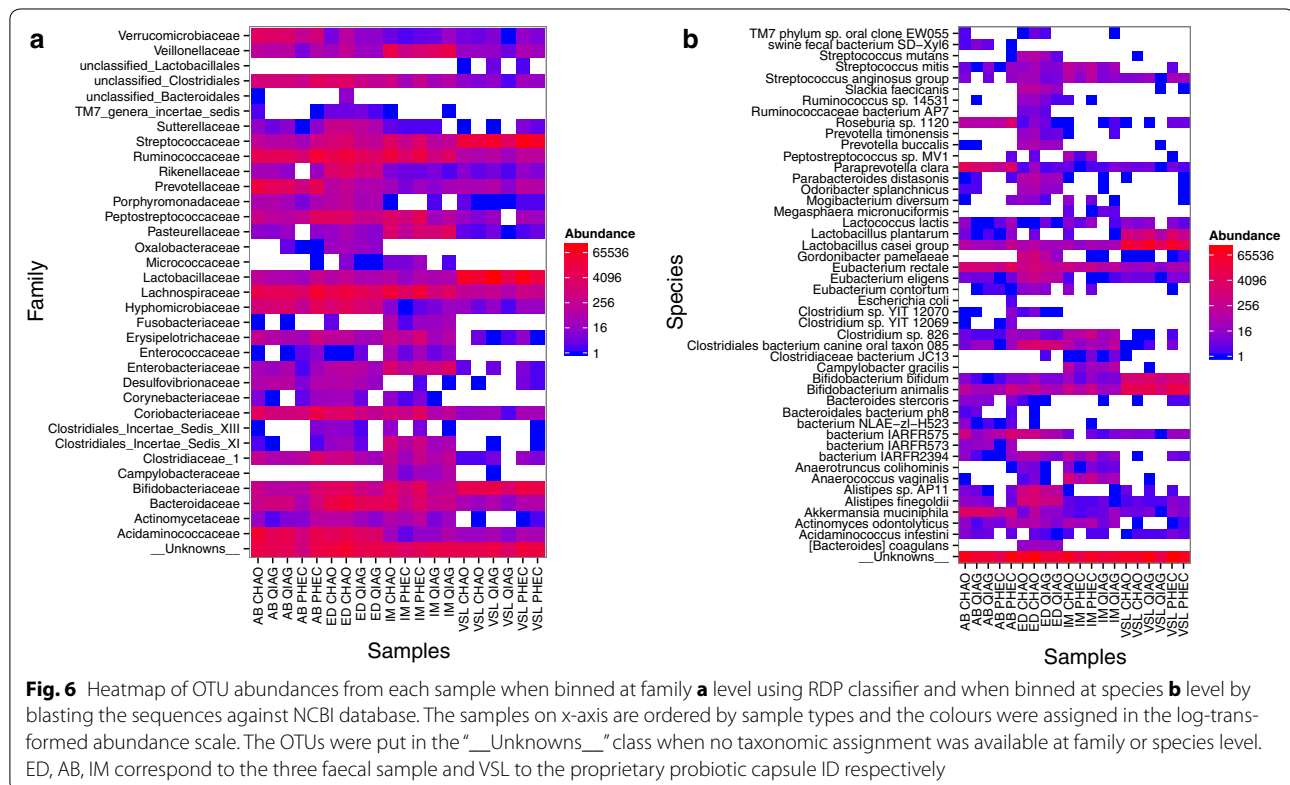 a
Family
Verrucomicrobiaceae
Veillonellaceae
unclassified_Lactobacillales
unclassified_Clostridiales
unclassified_Bacteroidales
TM7_genera_incertae_sedis
Sutterellaceae
Streptococcaceae
Ruminococcaceae
Rikenellaceae
Prevotellaceae
Porphyromonadaceae
Peptostreptococcaceae
Pasteurellaceae
Oxalobacteraceae
Micrococcaceae
Lactobacillaceae
Lachnospiraceae
Hyphomicrobiaceae
Fusobacteriaceae
Erysipelotrichaceae
Enterococcaceae
Enterobacteriaceae
Desulfovibrionaceae
Corynebacteriaceae
Coriobacteriaceae
Clostridiales_Incertae_Sedis_XIII
Clostridiales_Incertae_Sedis_XI
Clostridiaceae_1
Campylobacteraceae
Bifidobacteriaceae
Bacteroidaceae
Actinomycetaceae
Acidaminococcaceae
__Unknowns__
AB CHAO
AB QIAG
AB QIAG
AB PHEC
AB PHEC
ED CHAO
ED CHAO
ED QIAG
ED QIAG
IM CHAO
IM PHEC
IM PHEC
IM QIAG
IM QIAG
VSL CHAO
VSL CHAO
VSL QIAG
VSL QIAG
VSL PHEC
VSL PHEC
Samples
Abundance
65536
4096
256
16
1
b
Species
TM7 phylum sp. oral clone EW055
swine fecal bacterium SD-Xyl6
Streptococcus mutans
Streptococcus mitis
Streptococcus anginosus group
Slackia faecicanis
Ruminococcus sp. 14531
Ruminococcaceae bacterium AP7
Roseburia sp. 1120
Prevotella timonensis
Prevotella buccalis
Peptostreptococcus sp. MV1
Paraprevotella clara
Parabacteroides distasonis
Odoribacter splanchnicus
Mogibacterium diversum
Megasphaera micronuciformis
Lactococcus lactis
Lactobacillus plantarum
Lactobacillus casei group
Gordonibacter pamelaeae
Eubacterium rectale
Eubacterium eligens
Eubacterium contortum
Escherichia coli
Clostridium sp. YIT 12070
Clostridium sp. YIT 12069
Clostridium sp. 826
Clostridiales bacterium canine oral taxon 085
Clostridiaceae bacterium JC13
Campylobacter gracilis
Bifidobacterium bifidum
Bifidobacterium animalis
Bacteroides stercoris
Bacteroidales bacterium ph8
bacterium NLAE-zl-H523
bacterium IARFR575
bacterium IARFR573
bacterium IARFR2394
Anaerotruncus colihominis
Anaerococcus vaginalis
Alistipes sp. AP11
Alistipes finegoldii
Akkermansia muciniphila
Actinomyces odontolyticus
Acidaminococcus intestini
[Bacteroides] coagulans
__Unknowns__
AB CHAO
AB QIAG
AB QIAG
AB PHEC
AB PHEC
ED CHAO
ED CHAO
ED QIAG
ED QIAG
IM CHAO
IM PHEC
IM PHEC
IM QIAG
IM QIAG
VSL CHAO
VSL CHAO
VSL QIAG
VSL QIAG
VSL PHEC
VSL PHEC
Samples
Abundance
65536
4096
256
16
1
Fig. 6 Heatmap of OTU abundances from each sample when binned at family a level using RDP classifier and when binned at species b level by
blasting the sequences against NCBI database. The samples on x-axis are ordered by sample types and the colours were assigned in the log-trans-
formed abundance scale. The OTUs were put in the "__Unknowns__" class when no taxonomic assignment was available at family or species level.
ED, AB, IM correspond to the three faecal sample and VSL to the proprietary probiotic capsule ID respectively